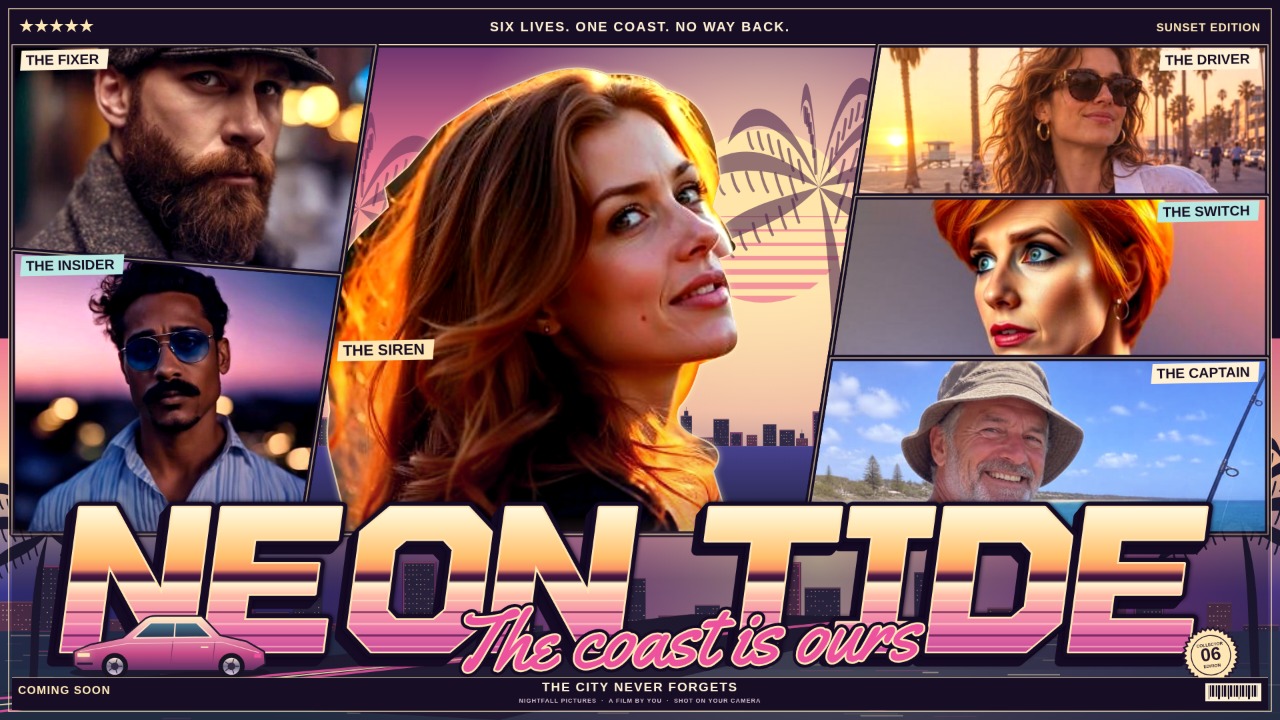 ★★★★★
SIX LIVES. ONE COAST. NO WAY BACK.
SUNSET EDITION
THE FIXER
THE DRIVER
THE SWITCH
THE INSIDER
THE SIREN
THE CAPTAIN
NEON TIDE
The coast is ours
COLLECTOR
06
EDITION
COMING SOON
THE CITY NEVER FORGETS
NIGHTFALL PICTURES · A FILM BY YOU · SHOT ON YOUR CAMERA